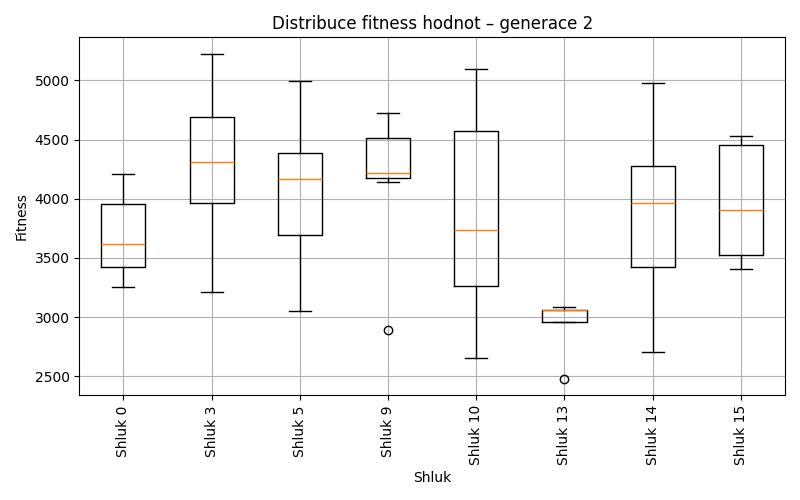 Distribuce fitness hodnot – generace 2
Fitness
5000
4500
4000
3500
3000
2500
Shluk 0
Shluk 3
Shluk 5
Shluk 9
Shluk 10
Shluk 13
Shluk 14
Shluk 15
Shluk